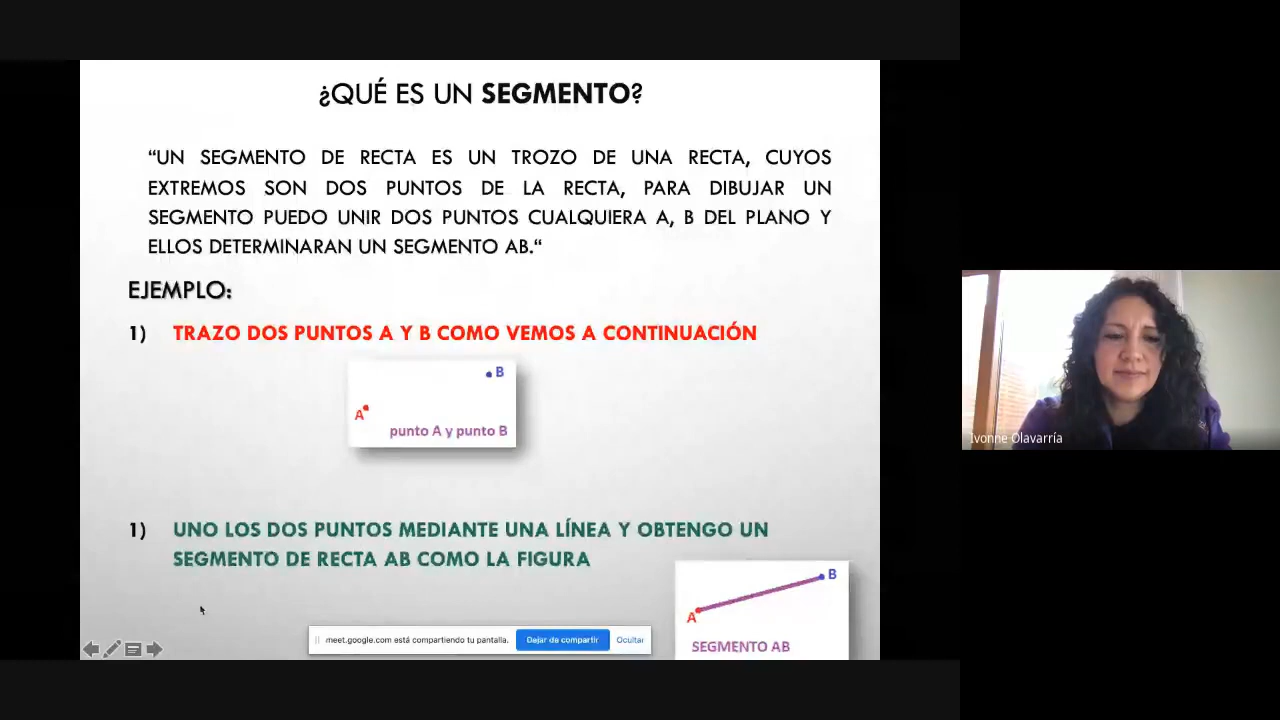 ¿QUÉ ES UN SEGMENTO?
“UN SEGMENTO DE RECTA ES UN TROZO DE UNA RECTA, CUYOS
EXTREMOS SON DOS PUNTOS DE LA RECTA, PARA DIBUJAR UN
SEGMENTO PUEDO UNIR DOS PUNTOS CUALQUIERA A, B DEL PLANO Y
ELLOS DETERMINARAN UN SEGMENTO AB.“
EJEMPLO:
1) TRAZO DOS PUNTOS A Y B COMO VEMOS A CONTINUACIÓN
B
A
punto A y punto B
1) UNO LOS DOS PUNTOS MEDIANTE UNA LÍNEA Y OBTENGO UN
SEGMENTO DE RECTA AB COMO LA FIGURA
B
A
SEGMENTO AB
meet.google.com está compartiendo tu pantalla. Dejar de compartir Ocultar
Ivonne Olavarría